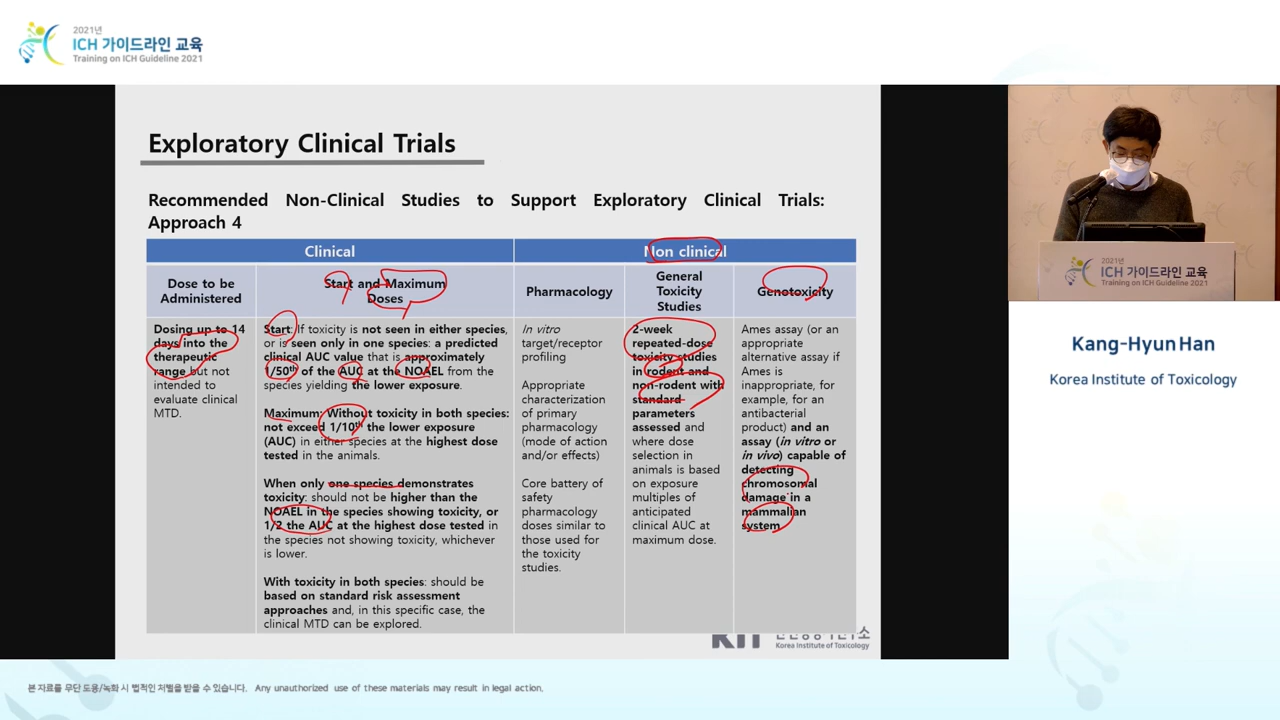 2021년
ICH 가이드라인 교육
Training on ICH Guideline 2021
Exploratory Clinical Trials
Recommended Non-Clinical Studies to Support Exploratory Clinical Trials:
Approach 4
Clinical
Non clinical
Dose to be
Administered
Start and Maximum
Doses
Pharmacology
General
Toxicity
Studies
Genotoxicity
Dosing up to 14
days into the
therapeutic
range but not
intended to
evaluate clinical
MTD.
Start: If toxicity is not seen in either species,
or is seen only in one species: a predicted
clinical AUC value that is approximately
1/50th of the AUC at the NOAEL from the
species yielding the lower exposure.
Maximum: Without toxicity in both species:
not exceed 1/10th the lower exposure
(AUC) in either species at the highest dose
tested in the animals.
When only one species demonstrates
toxicity: should not be higher than the
NOAEL in the species showing toxicity, or
1/2 the AUC at the highest dose tested in
the species not showing toxicity, whichever
is lower.
With toxicity in both species: should be
based on standard risk assessment
approaches and, in this specific case, the
clinical MTD can be explored.
In vitro
target/receptor
profiling
Appropriate
characterization
of primary
pharmacology
(mode of action
and/or effects)
Core battery of
safety
pharmacology
doses similar to
those used for
the toxicity
studies.
2-week
repeated-dose
toxicity studies
in rodent and
non-rodent with
standard
parameters
assessed and
where dose
selection in
animals is based
on exposure
multiples of
anticipated
clinical AUC at
maximum dose.
Ames assay (or an
appropriate
alternative assay if
Ames is
inappropriate, for
example, for an
antibacterial
product) and an
assay (in vitro or
in vivo) capable of
detecting
chromosomal
damage in a
mammalian
system
Korea Institute of Toxicology
2021년
ICH 가이드라인 교육
Training on ICH Guideline 2021
Kang-Hyun Han
Korea Institute of Toxicology
본 자료를 무단 도용/녹화 시 법적인 처벌을 받을 수 있습니다. Any unauthorized use of these materials may result in legal action.